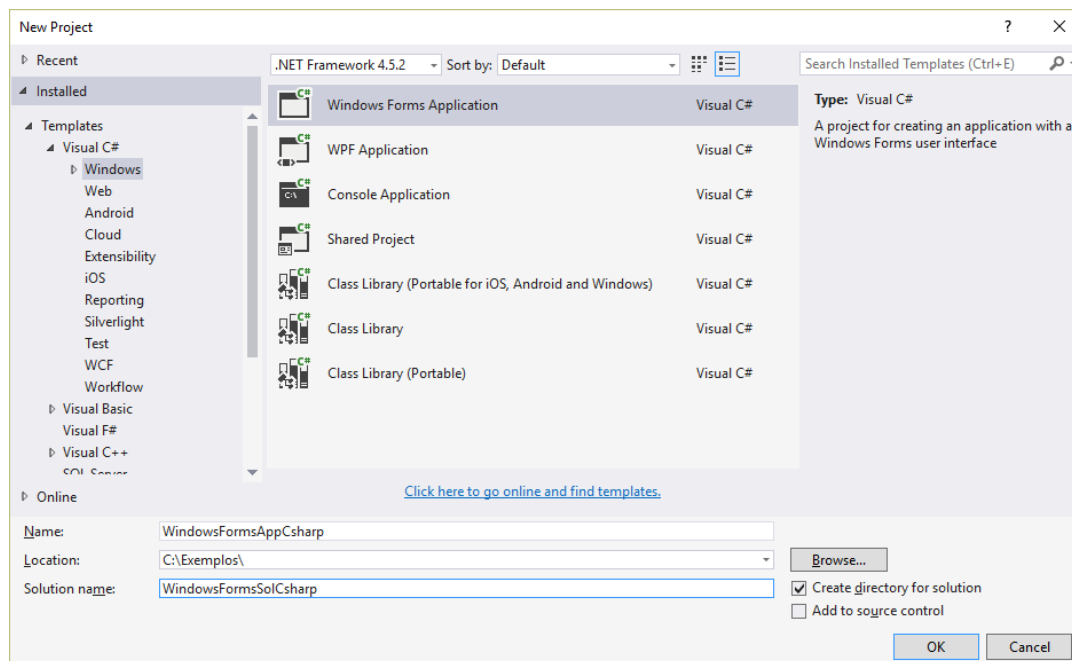 New Project
?
Recent
Installed
Templates
Visual C#
Windows
Web
Android
Cloud
Extensibility
iOS
Reporting
Silverlight
Test
WCF
Workflow
Visual Basic
Visual F#
Visual C++
SQL Server
Online
.NET Framework 4.5.2 Sort by: Default
C# Windows Forms Application Visual C#
C# WPF Application Visual C#
C# C:\ Console Application Visual C#
C# Shared Project Visual C#
C# Class Library (Portable for iOS, Android and Windows) Visual C#
C# Class Library Visual C#
C# Class Library (Portable) Visual C#
Click here to go online and find templates.
Search Installed Templates (Ctrl+E)
Type: Visual C#
A project for creating an application with a
Windows Forms user interface
Name: WindowsFormsAppCsharp
Location: C:\Exemplos\ Browse...
Solution name: WindowsFormsSolCsharp
Create directory for solution
Add to source control
OK Cancel